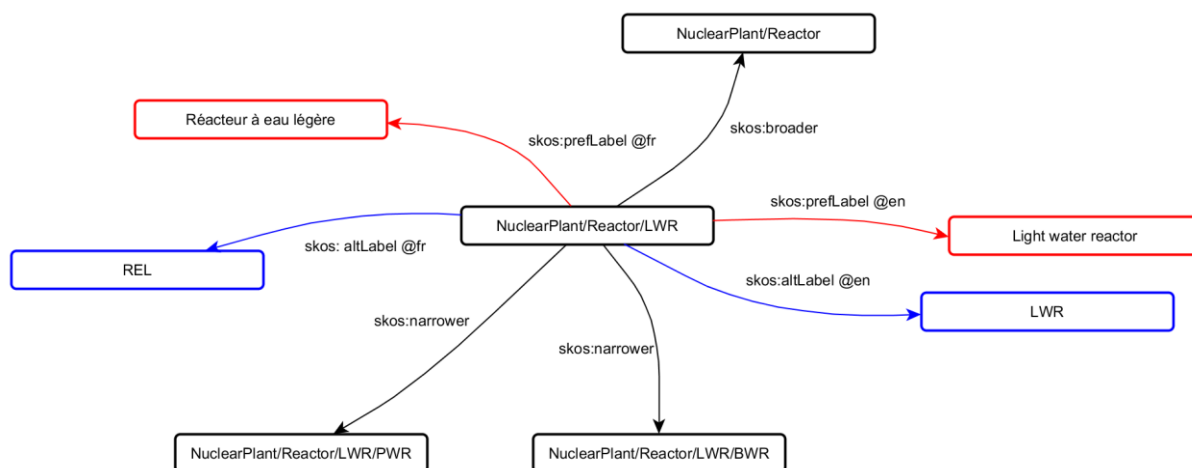 NuclearPlant/Reactor
Réacteur à eau légère
skos:prefLabel @fr
skos:broader
skos:prefLabel @en
NuclearPlant/Reactor/LWR
Light water reactor
skos: altLabel @fr
REL
skos:altLabel @en
LWR
skos:narrower
skos:narrower
NuclearPlant/Reactor/LWR/PWR
NuclearPlant/Reactor/LWR/BWR